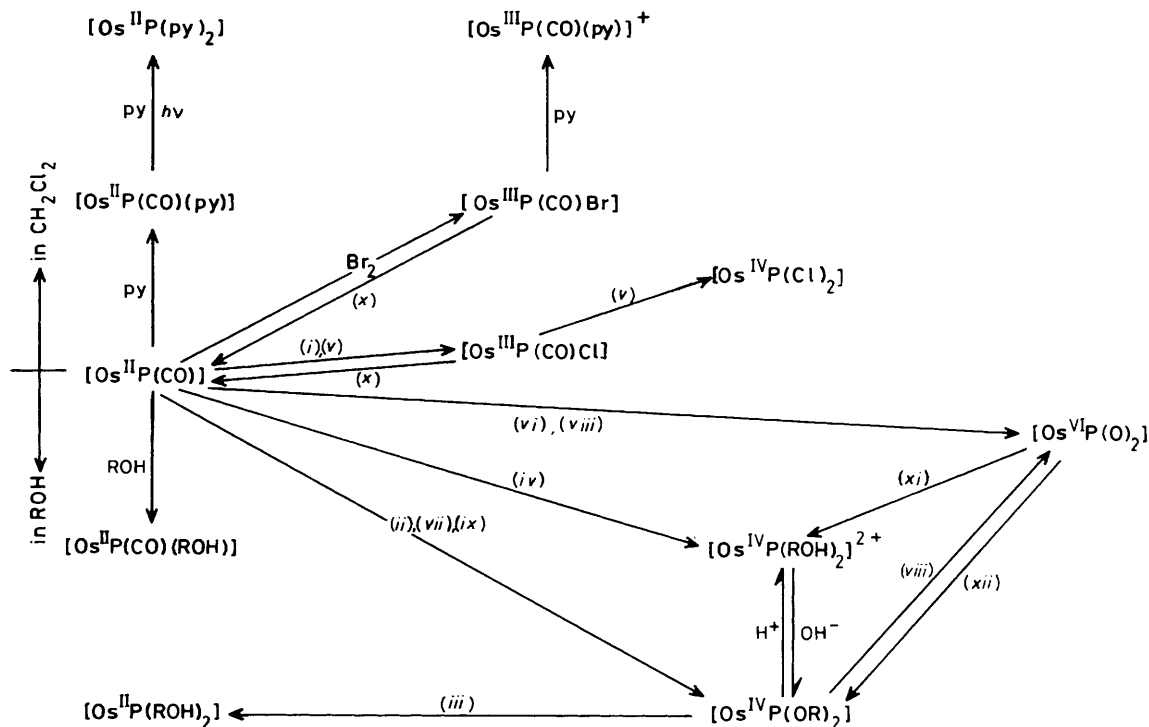 [Os^II P(py)_2]
[Os^III P(CO)(py)]^+
py hν
py
in CH_2Cl_2
[Os^II P(CO)(py)]
[Os^III P(CO)Br]
Br_2
(x)
[Os^IV P(Cl)_2]
py
(v)
(i),(v)
[Os^III P(CO)Cl]
(x)
[Os^II P(CO)]
(vi),(viii)
[Os^VI P(O)_2]
in ROH
ROH
(iv)
(xi)
(ii),(vii),(ix)
[Os^II P(CO)(ROH)]
[Os^IV P(ROH)_2]^2+
(viii)
(xii)
H^+
OH^-
[Os^II P(ROH)_2]
(iii)
[Os^IV P(OR)_2]